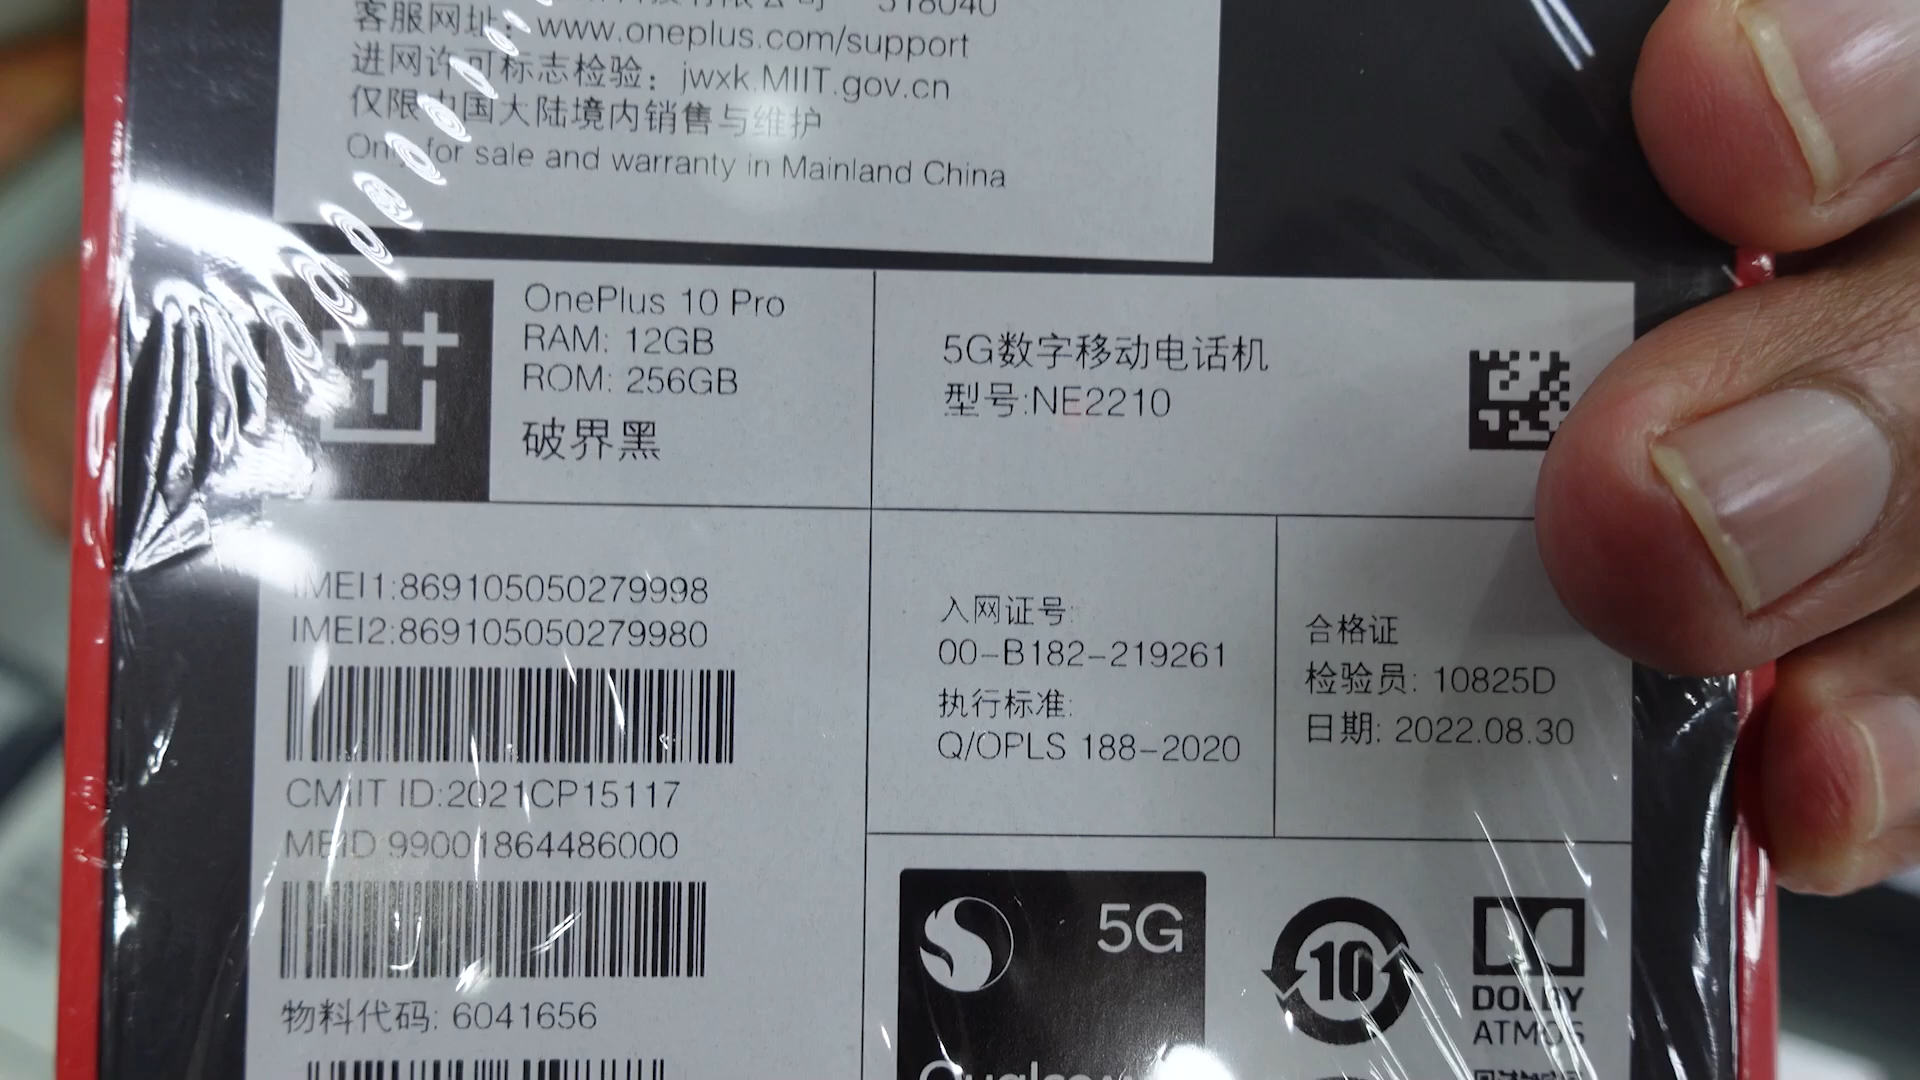 有限公司 518040
客服网址: www.oneplus.com/support
进网许可标志检验: jwxk.MIIT.gov.cn
仅限中国大陆境内销售与维护
Only for sale and warranty in Mainland China
OnePlus 10 Pro
RAM: 12GB
ROM: 256GB
破界黑
5G数字移动电话机
型号:NE2210
IMEI1:869105050279998
IMEI2:869105050279980
CMIIT ID:2021CP15117
MEID:99001864486000
物料代码: 6041656
入网证号:
00-B182-219261
执行标准:
Q/OPLS 188-2020
合格证
检验员: 10825D
日期: 2022.08.30
5G
10
DOLBY
ATMOS